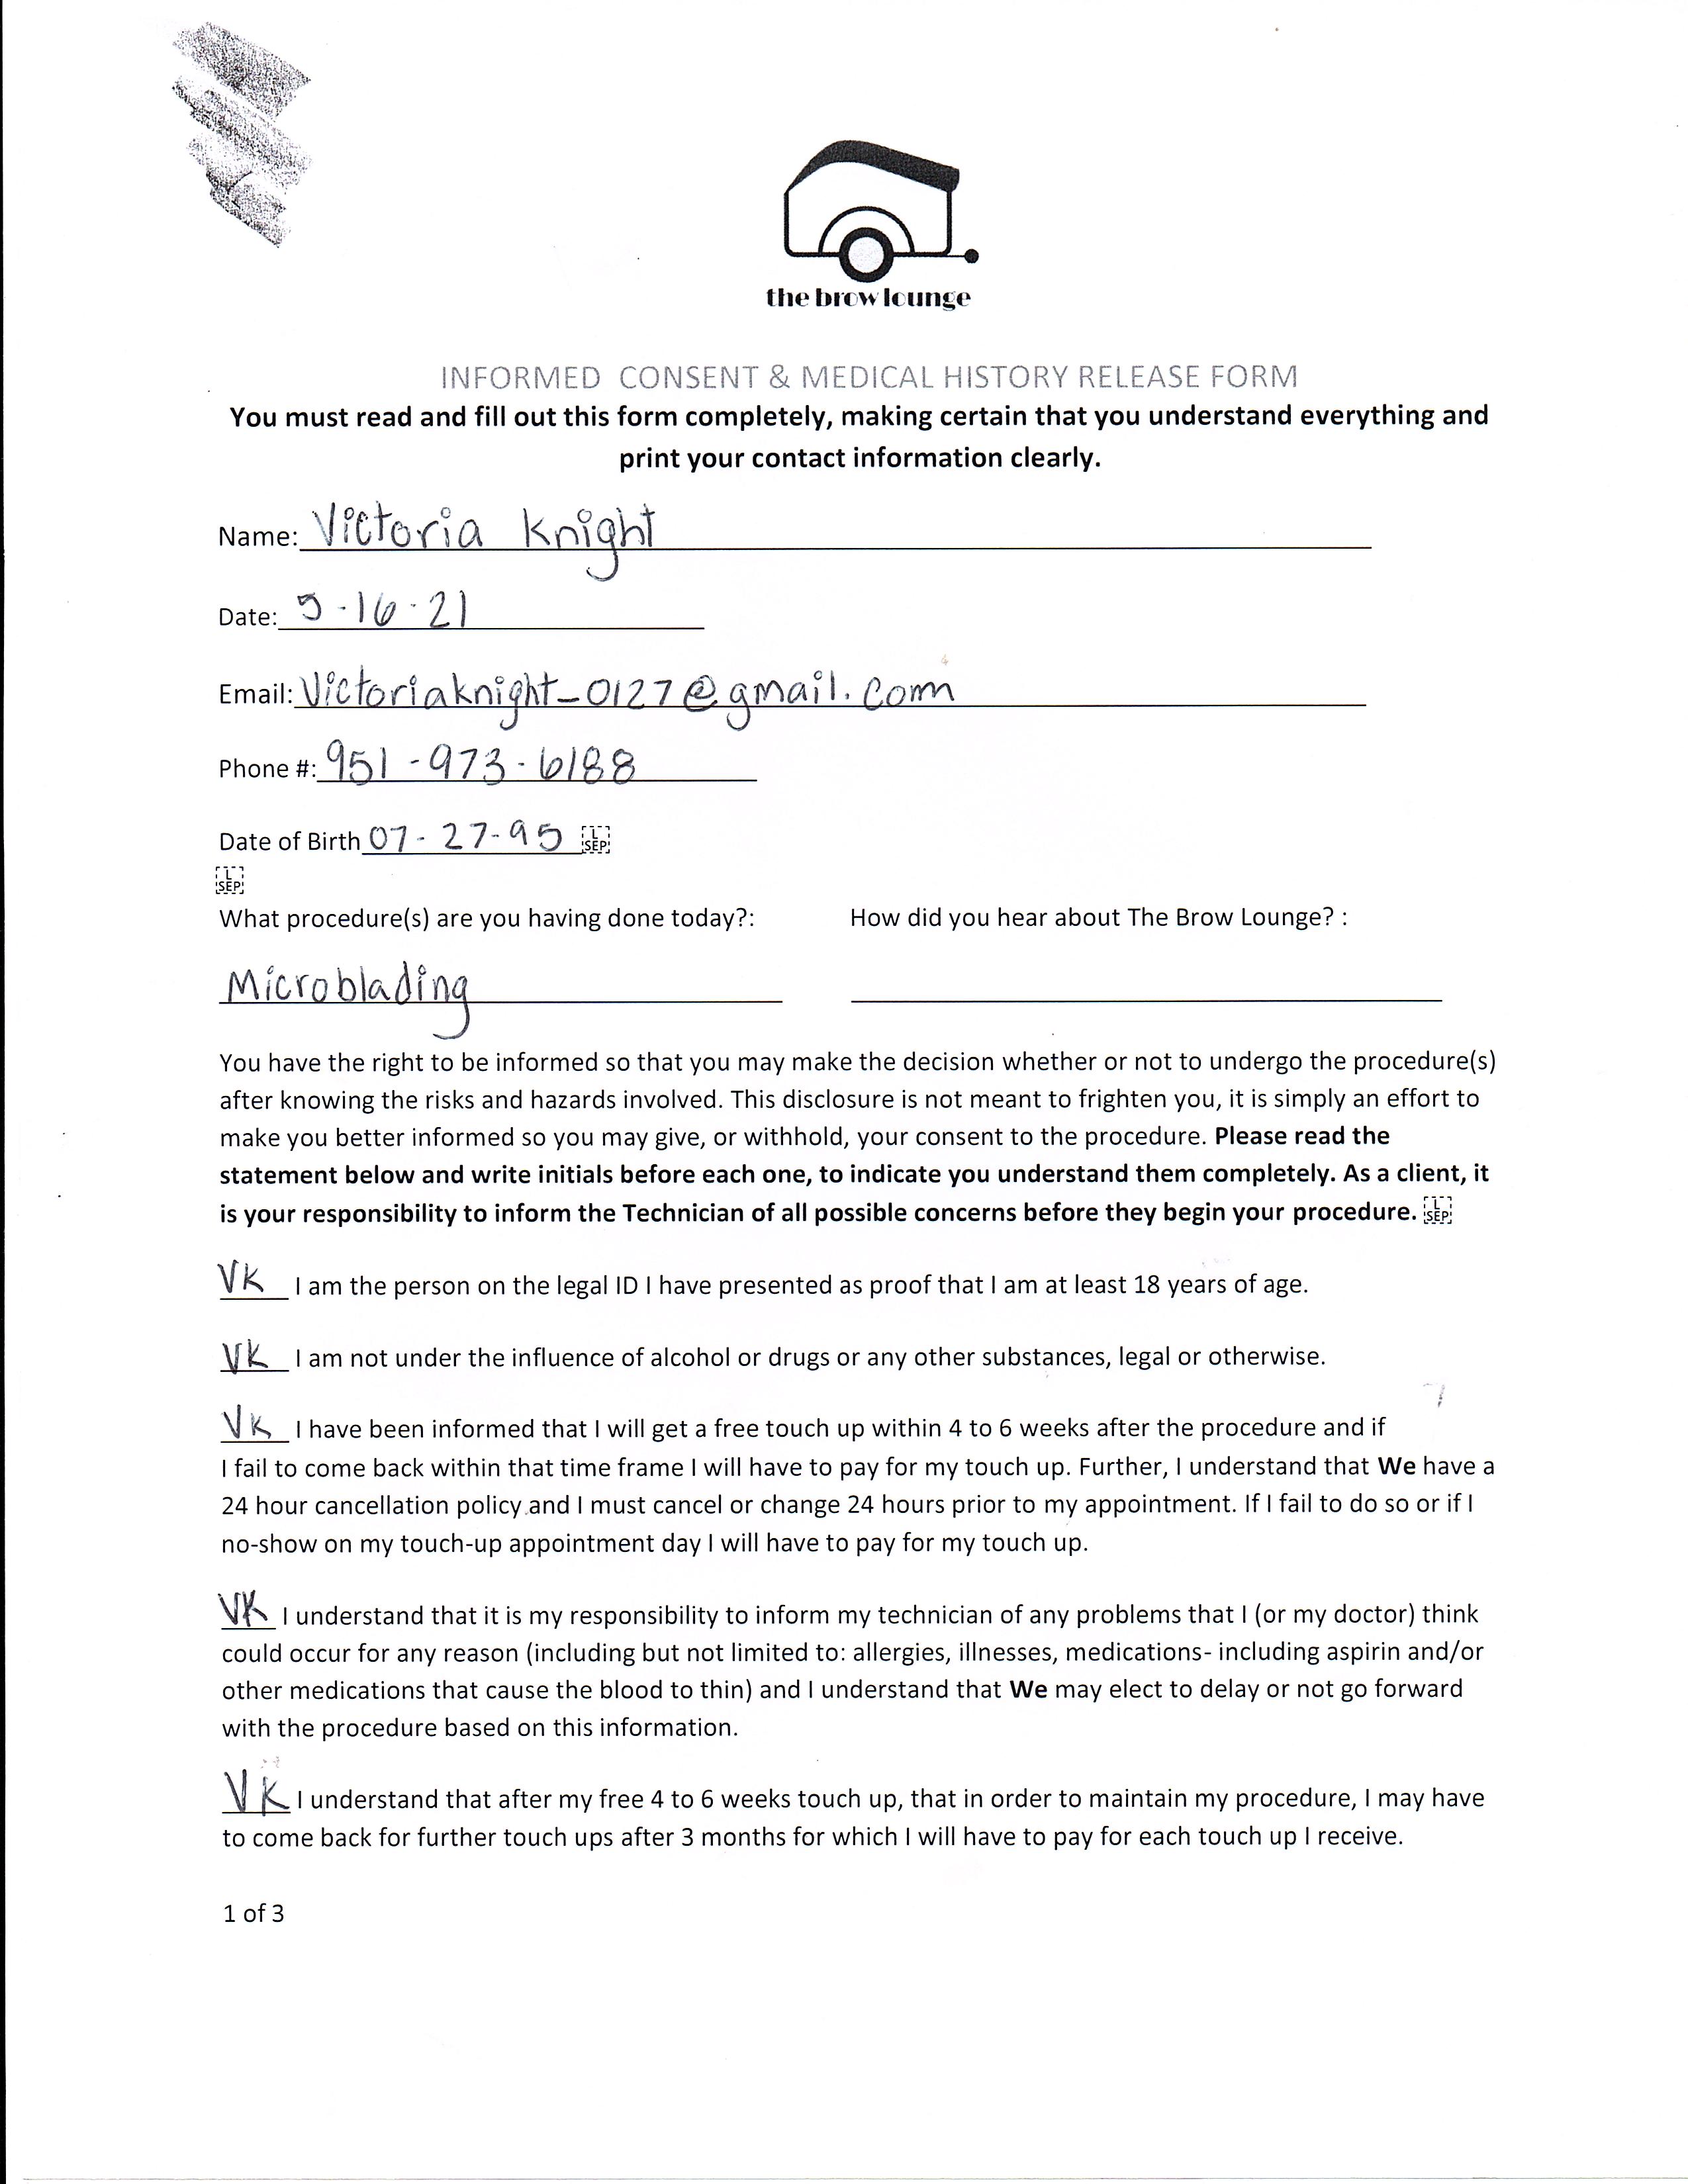 the brow lounge
INFORMED CONSENT & MEDICAL HISTORY RELEASE FORM
You must read and fill out this form completely, making certain that you understand everything and
print your contact information clearly.
Name: Victoria Knight
Date: 5-16-21
Email: Victoriaknight_0127@gmail.com
Phone #: 951-973-6188
Date of Birth 07-27-95 L SEP
L SEP
What procedure(s) are you having done today?: How did you hear about The Brow Lounge? :
Microblading
You have the right to be informed so that you may make the decision whether or not to undergo the procedure(s)
after knowing the risks and hazards involved. This disclosure is not meant to frighten you, it is simply an effort to
make you better informed so you may give, or withhold, your consent to the procedure. Please read the
statement below and write initials before each one, to indicate you understand them completely. As a client, it
is your responsibility to inform the Technician of all possible concerns before they begin your procedure. L SEP
VK I am the person on the legal ID I have presented as proof that I am at least 18 years of age.
VK I am not under the influence of alcohol or drugs or any other substances, legal or otherwise.
VK I have been informed that I will get a free touch up within 4 to 6 weeks after the procedure and if
I fail to come back within that time frame I will have to pay for my touch up. Further, I understand that We have a
24 hour cancellation policy and I must cancel or change 24 hours prior to my appointment. If I fail to do so or if I
no-show on my touch-up appointment day I will have to pay for my touch up.
VK I understand that it is my responsibility to inform my technician of any problems that I (or my doctor) think
could occur for any reason (including but not limited to: allergies, illnesses, medications- including aspirin and/or
other medications that cause the blood to thin) and I understand that We may elect to delay or not go forward
with the procedure based on this information.
VK I understand that after my free 4 to 6 weeks touch up, that in order to maintain my procedure, I may have
to come back for further touch ups after 3 months for which I will have to pay for each touch up I receive.
1 of 3